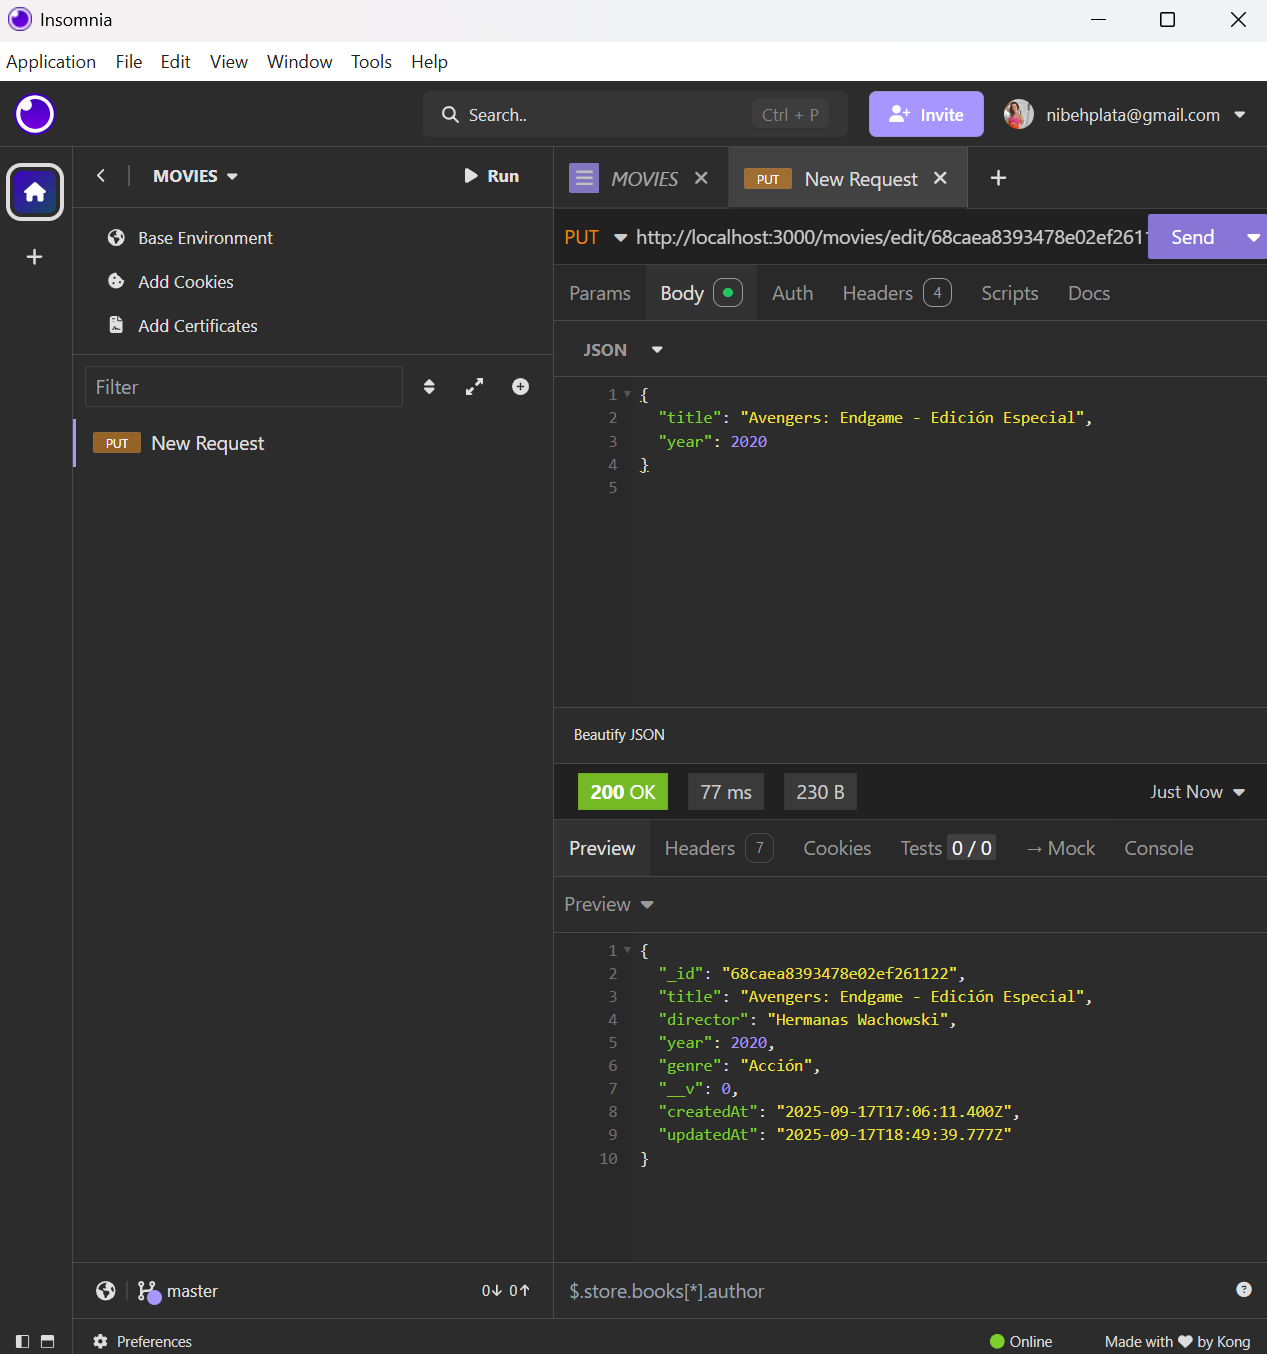 Insomnia
Application File Edit View Window Tools Help
Search.. Ctrl + P Invite nibehplata@gmail.com
MOVIES Run
MOVIES PUT New Request
Base Environment
Add Cookies
Add Certificates
Filter
PUT New Request
PUT http://localhost:3000/movies/edit/68caea8393478e02ef261 Send
Params Body Auth Headers 4 Scripts Docs
JSON
1 {
2 "title": "Avengers: Endgame - Edición Especial",
3 "year": 2020
4 }
5
Beautify JSON
200 OK 77 ms 230 B Just Now
Preview Headers 7 Cookies Tests 0 / 0 → Mock Console
Preview
1 {
2 "_id": "68caea8393478e02ef261122",
3 "title": "Avengers: Endgame - Edición Especial",
4 "director": "Hermanas Wachowski",
5 "year": 2020,
6 "genre": "Acción",
7 "__v": 0,
8 "createdAt": "2025-09-17T17:06:11.400Z",
9 "updatedAt": "2025-09-17T18:49:39.777Z"
10 }
master 0↓ 0↑
$.store.books[*].author
Preferences
Online Made with ♥ by Kong